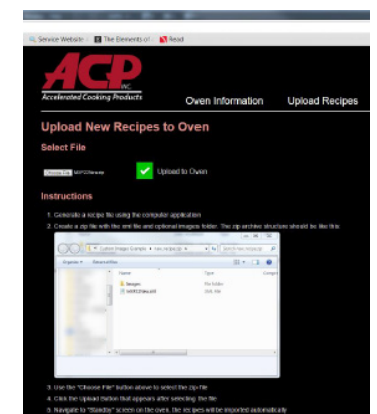 Service Website The Elements of Read
ACP INC.
Accelerated Cooking Products
Oven Information Upload Recipes
Upload New Recipes to Oven
Select File
Choose File Upload to Oven
Instructions
1. Generate a recipe file using the computer application
2. Create a zip file with the xml file and optional images folder. The zip archive structure should be like this
Organize
Name Type
Images File folder
XML File
3. Use the "Choose File" button above to select the zip file
4. Click the Upload Button that appears after selecting the file
5. Navigate to "Standby" screen on the oven, the recipes will be imported automatically